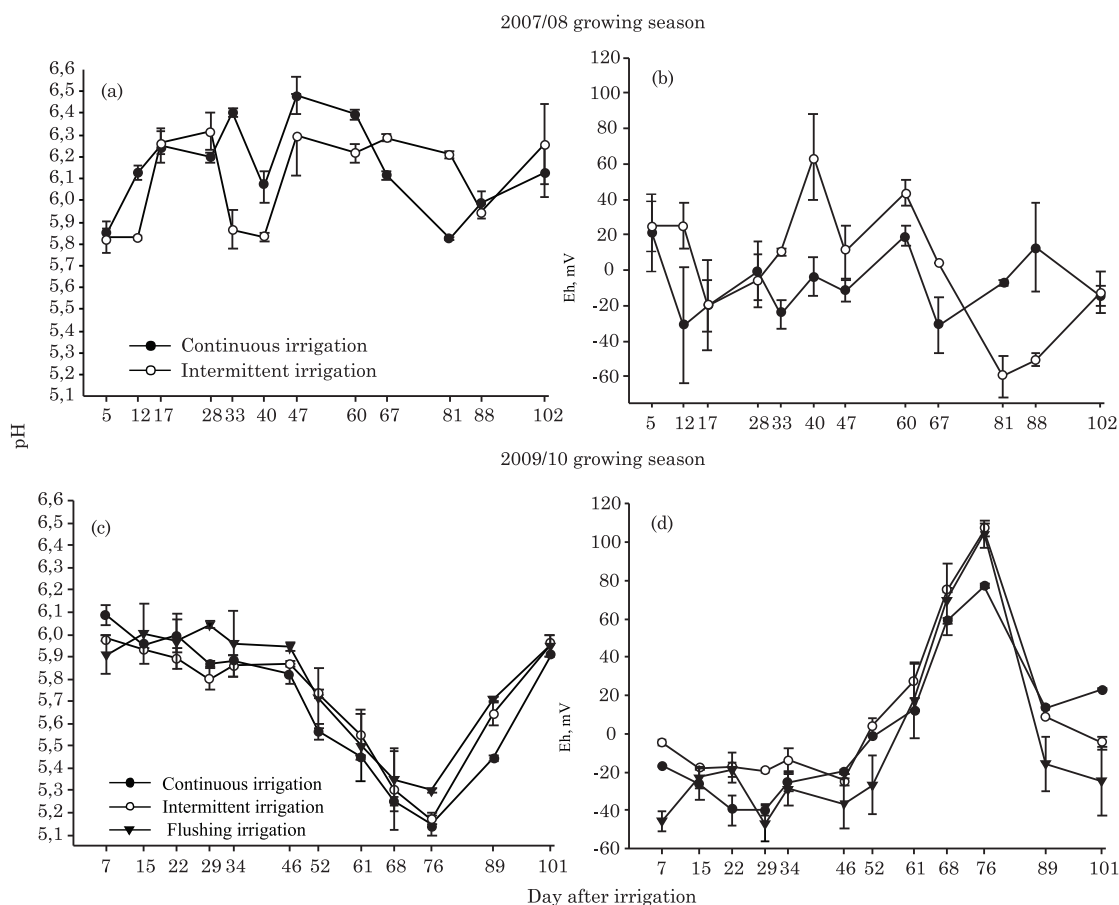 2007/08 growing season
(a)
6,6
6,5
6,4
6,3
6,2
6,1
6,0
5,9
5,8
5,7
5,6
5,5
5,4
5,3
5,2
5,1
Continuous irrigation
Intermittent irrigation
5 12 17 28 33 40 47 60 67 81 88 102
(b)
120
100
80
60
40
20
0
-20
-40
-60
Eh, mV
5 12 17 28 33 40 47 60 67 81 88 102
pH
2009/10 growing season
(c)
6,6
6,5
6,4
6,3
6,2
6,1
6,0
5,9
5,8
5,7
5,6
5,5
5,4
5,3
5,2
5,1
Continuous irrigation
Intermittent irrigation
Flushing irrigation
7 15 22 29 34 46 52 61 68 76 89 101
(d)
120
100
80
60
40
20
0
-20
-40
-60
Eh, mV
7 15 22 29 34 46 52 61 68 76 89 101
Day after irrigation